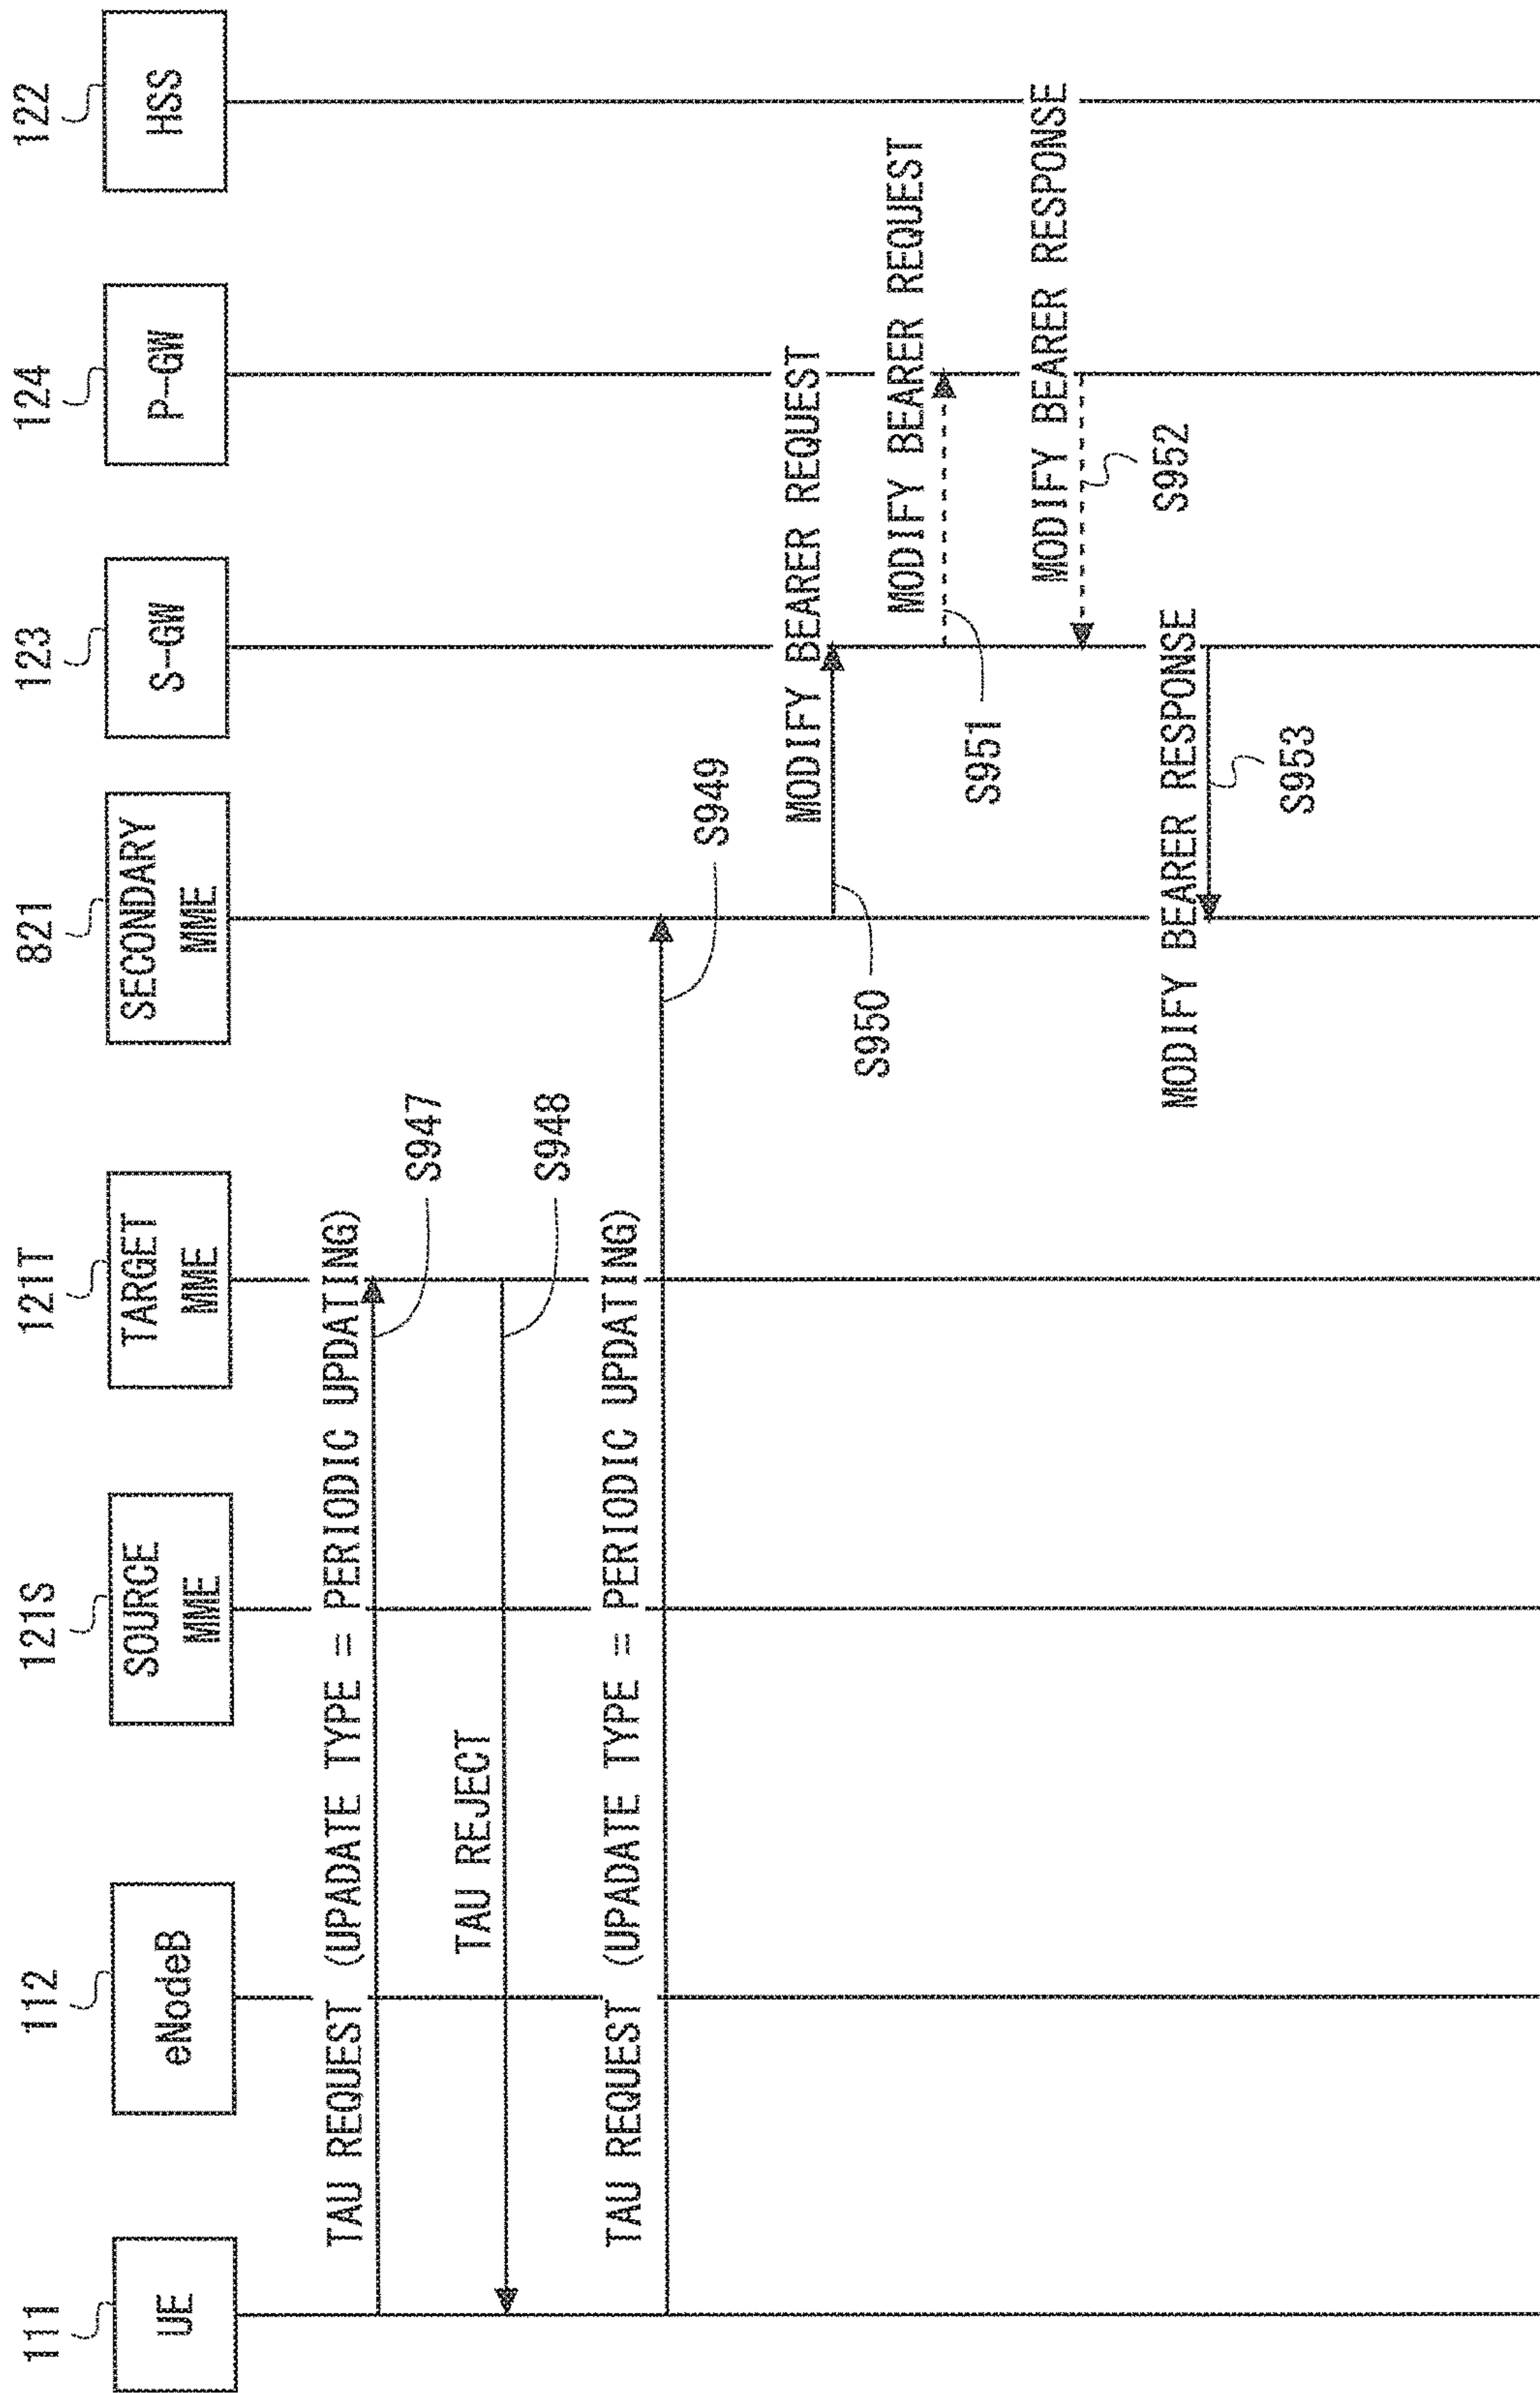 111
112
121S
121T
821
123
124
122
UE
eNodeB
SOURCE
MME
TARGET
MME
SECONDARY
MME
S-GW
P-GW
HSS
TAU REQUEST (UPADATE TYPE = PERIODIC UPDATING)
S947
TAU REJECT
S948
TAU REQUEST (UPADATE TYPE = PERIODIC UPDATING)
S949
MODIFY BEARER REQUEST
S950
MODIFY BEARER REQUEST
S951
MODIFY BEARER RESPONSE
S952
MODIFY BEARER RESPONSE
S953